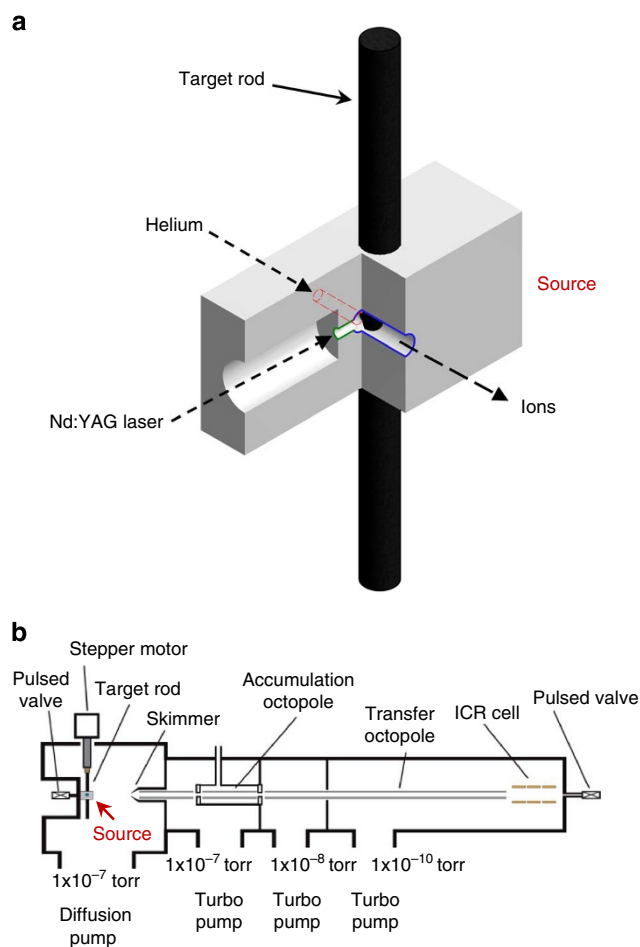 a
Target rod
Helium
Source
Nd:YAG laser
Ions
b
Stepper motor
Pulsed
valve
Target rod
Skimmer
Accumulation
octopole
Transfer
octopole
ICR cell
Pulsed valve
Source
1x10⁻⁷ torr
1x10⁻⁷ torr
1x10⁻⁸ torr
1x10⁻¹⁰ torr
Diffusion
pump
Turbo
pump
Turbo
pump
Turbo
pump